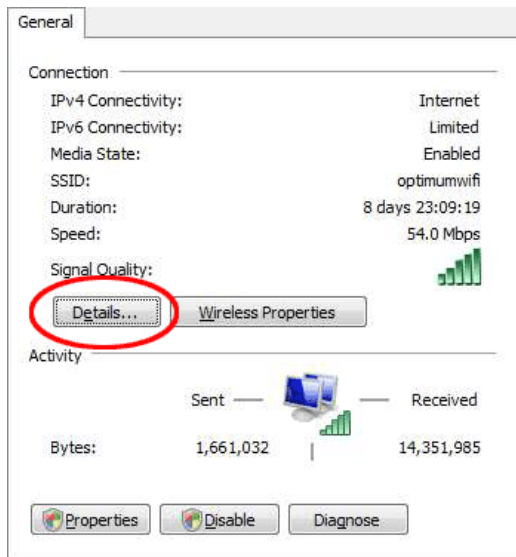 General
Connection
IPv4 Connectivity: Internet
IPv6 Connectivity: Limited
Media State: Enabled
SSID: optimumwifi
Duration: 8 days 23:09:19
Speed: 54.0 Mbps
Signal Quality:
Details... Wireless Properties
Activity
Sent Received
Bytes: 1,661,032 14,351,985
Properties Disable Diagnose